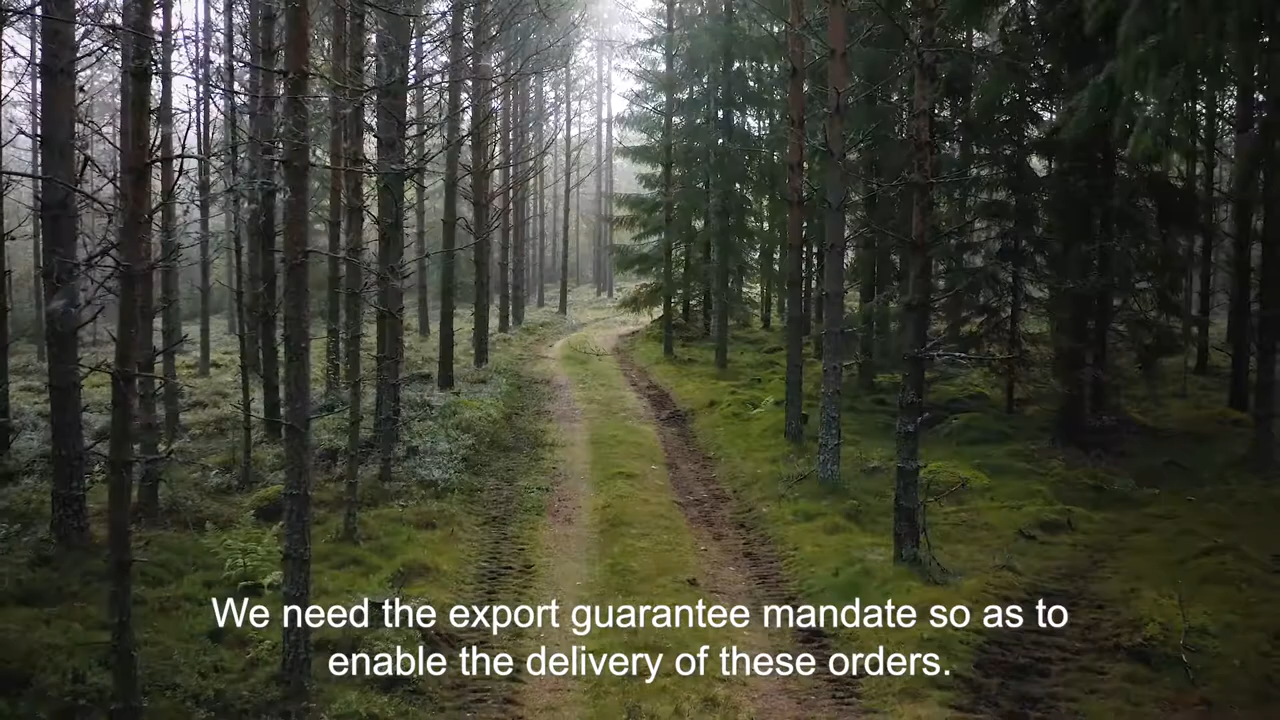 We need the export guarantee mandate so as to
enable the delivery of these orders.